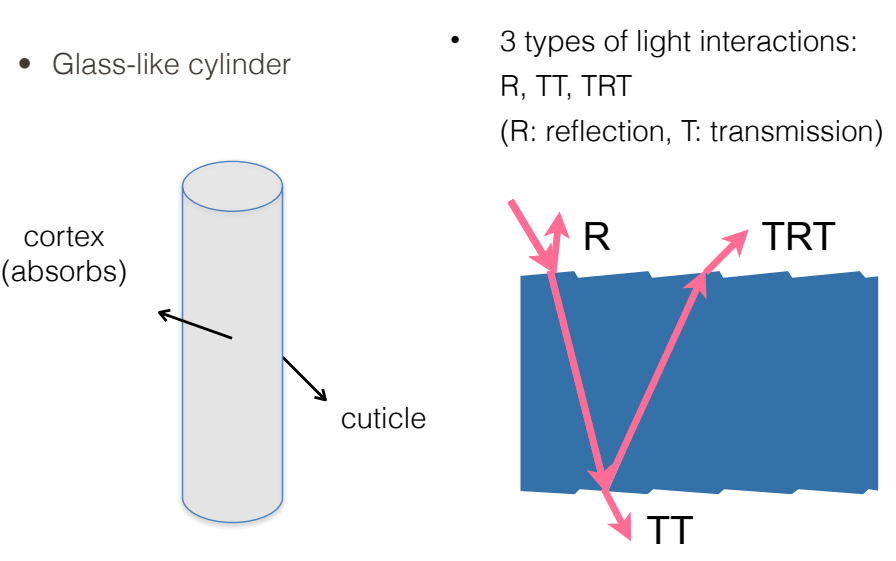 • Glass-like cylinder
cortex
(absorbs)
cuticle
• 3 types of light interactions:
R, TT, TRT
(R: reflection, T: transmission)
R
TRT
TT